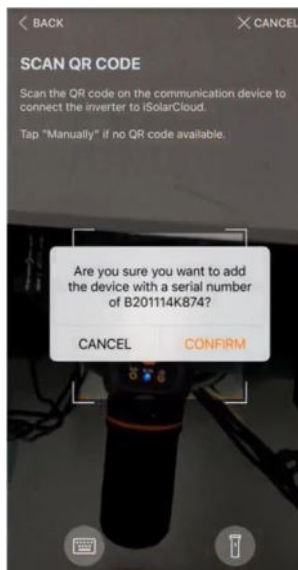 < BACK
× CANCEL
SCAN QR CODE
Scan the QR code on the communication device to
connect the inverter to iSolarCloud.
Tap "Manually" if no QR code available.
Are you sure you want to add
the device with a serial number
of B201114K874?
CANCEL
CONFIRM